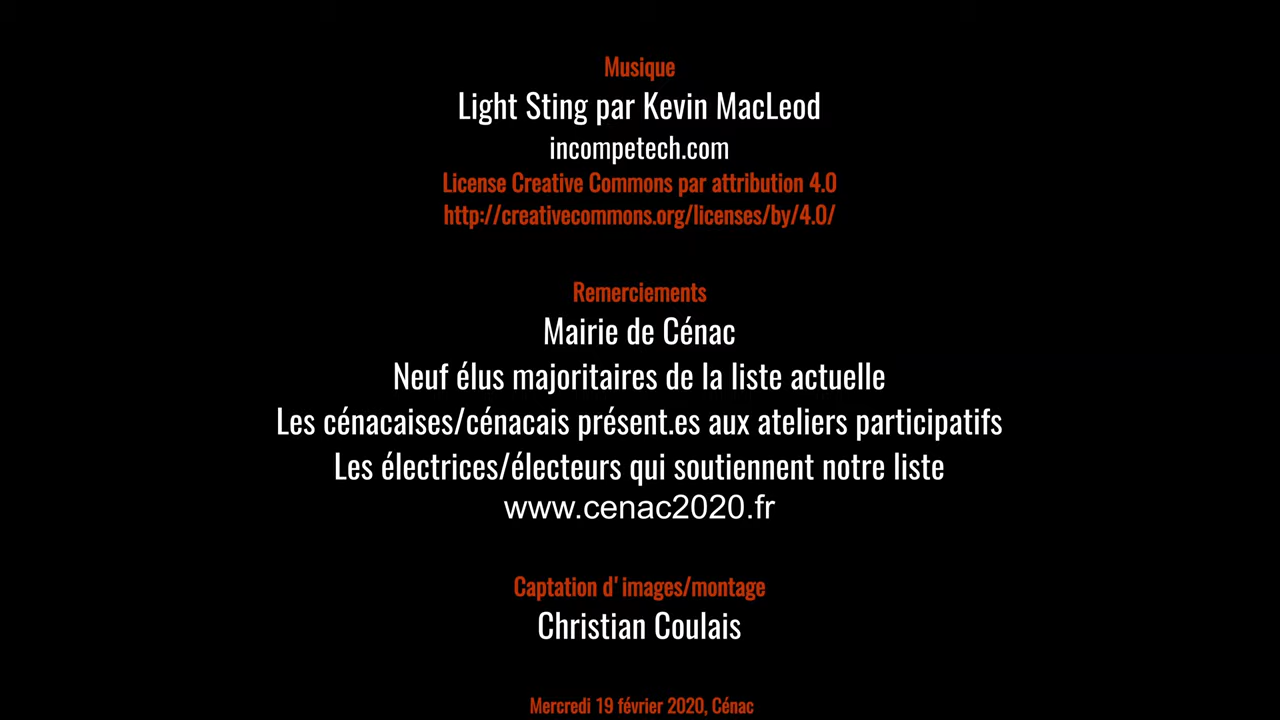 Musique
Light Sting par Kevin MacLeod
incompetech.com
License Creative Commons par attribution 4.0
http://creativecommons.org/licenses/by/4.0/
Remerciements
Mairie de Cénac
Neuf élus majoritaires de la liste actuelle
Les cénacaises/cénacais présent.es aux ateliers participatifs
Les électrices/électeurs qui soutiennent notre liste
www.cenac2020.fr
Captation d'images/montage
Christian Coulais
Mercredi 19 février 2020, Cénac